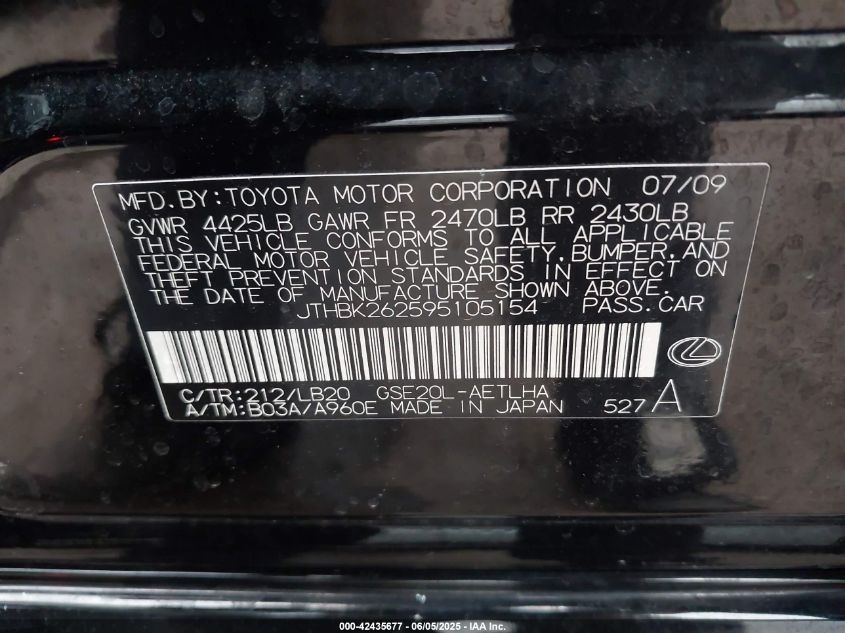 MFD.BY:TOYOTA MOTOR CORPORATION 07/09
GVWR 4425LB GAWR FR 2470LB RR 2430LB
THIS VEHICLE CONFORMS TO ALL APPLICABLE
FEDERAL MOTOR VEHICLE SAFETY,BUMPER,AND
THEFT PREVENTION STANDARDS IN EFFECT ON
THE DATE OF MANUFACTURE SHOWN ABOVE.
JTHBK262595105154 PASS.CAR
C/TR:212/LB20 GSE20L-AETLHA
A/TM:B03A/A960E MADE IN JAPAN 527A
000-42435677 - 06/05/2025 - IAA Inc.